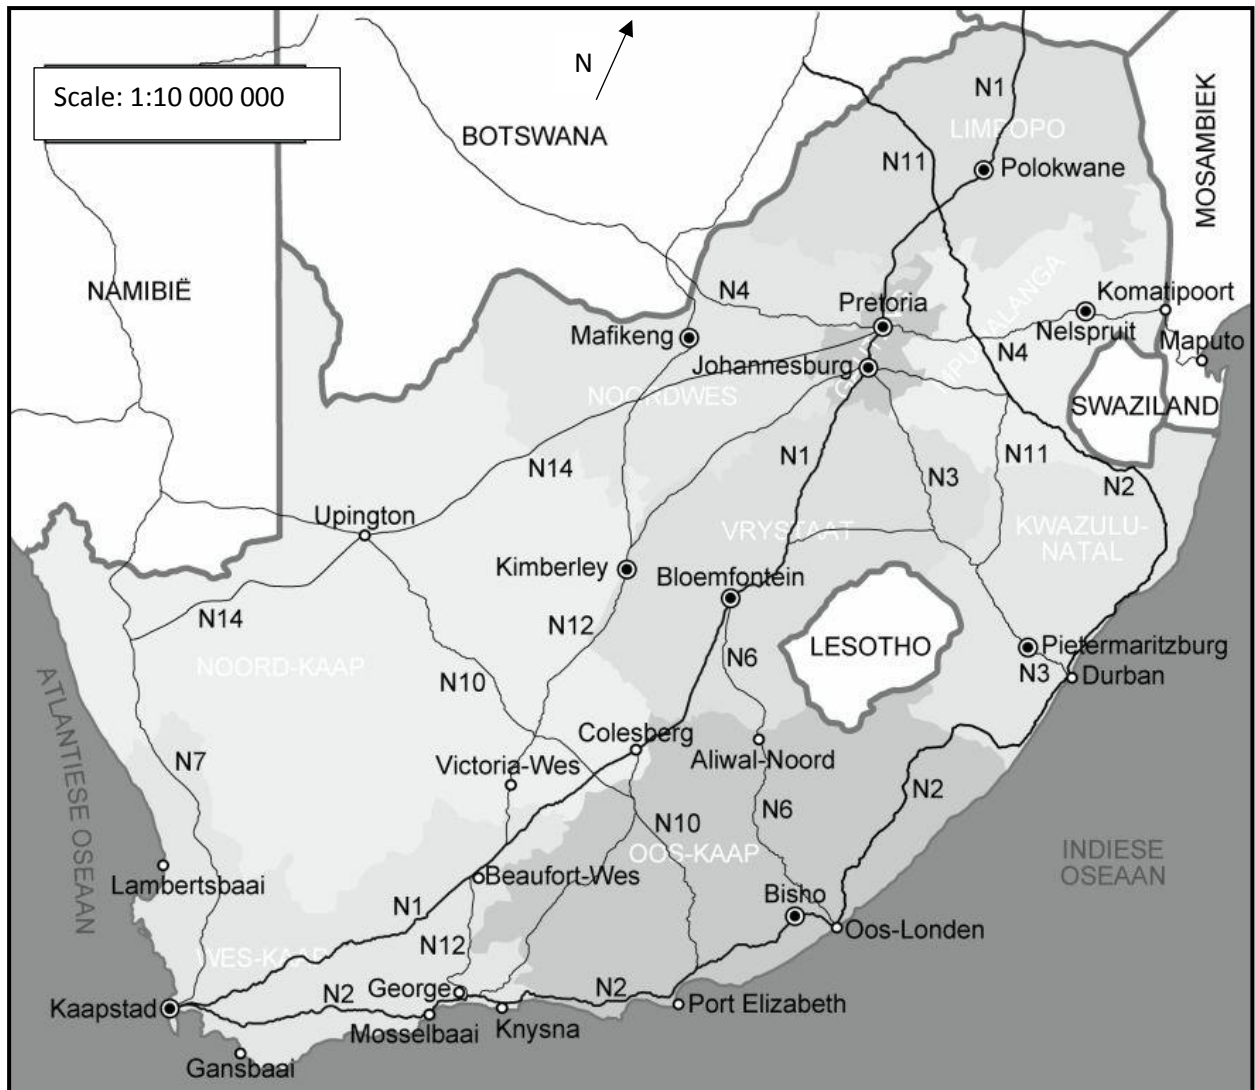 N
Scale: 1:10 000 000
N1
BOTSWANA
LIMPOPO
N11
Polokwane
MOSAMBIEK
NAMIBIË
N4
Pretoria
Komatipoort
MPUMALANGA
Nelspruit
Mafikeng
N4
Maputo
Johannesburg
NOORDWES
SWAZILAND
N1
N11
N14
N3
N2
Upington
VRYSTAAT
KWAZULU-
NATAL
Kimberley
Bloemfontein
N14
N12
LESOTHO
Pietermaritzburg
NOORD-KAAP
N6
N3
Durban
N10
ATLANTIESE OSEAAN
Colesberg
N7
Victoria-Wes
Aliwal-Noord
N2
N6
N10
OOS-KAAP
INDIESE
OSEAAN
Lambertsbaai
Beaufort-Wes
Bisho
N1
Oos-Londen
N12
WES-KAAP
George
N2
N2
Kaapstad
Port Elizabeth
Mosselbaai
Knysna
Gansbaai